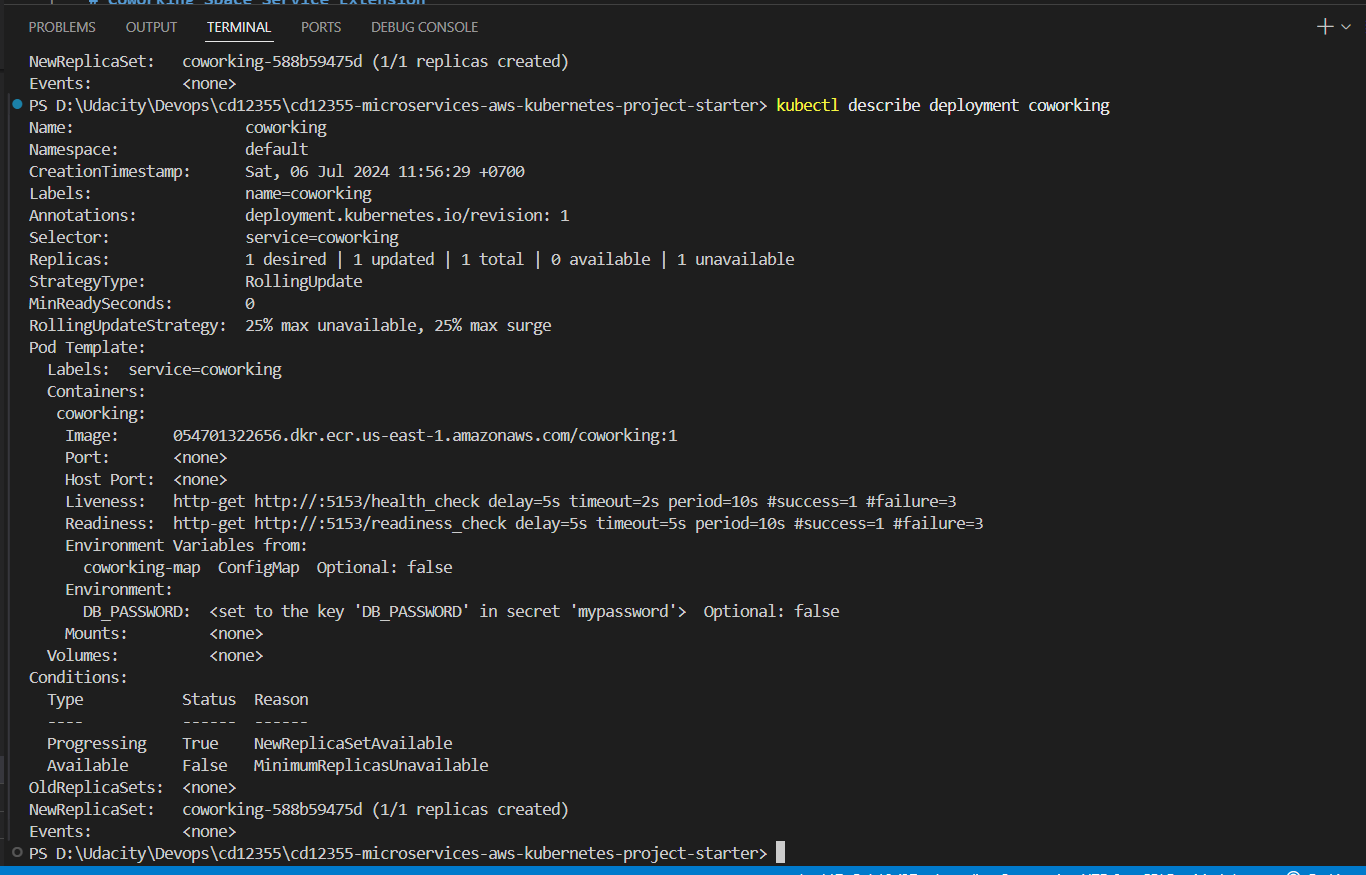 # Coworking Space Service Extension
PROBLEMS OUTPUT TERMINAL PORTS DEBUG CONSOLE
NewReplicaSet:   coworking-588b59475d (1/1 replicas created)
Events:          <none>
PS D:\Udacity\Devops\cd12355\cd12355-microservices-aws-kubernetes-project-starter> kubectl describe deployment coworking
Name:                   coworking
Namespace:              default
CreationTimestamp:      Sat, 06 Jul 2024 11:56:29 +0700
Labels:                 name=coworking
Annotations:            deployment.kubernetes.io/revision: 1
Selector:               service=coworking
Replicas:               1 desired | 1 updated | 1 total | 0 available | 1 unavailable
StrategyType:           RollingUpdate
MinReadySeconds:        0
RollingUpdateStrategy:  25% max unavailable, 25% max surge
Pod Template:
  Labels:  service=coworking
  Containers:
   coworking:
    Image:      054701322656.dkr.ecr.us-east-1.amazonaws.com/coworking:1
    Port:       <none>
    Host Port:  <none>
    Liveness:   http-get http://:5153/health_check delay=5s timeout=2s period=10s #success=1 #failure=3
    Readiness:  http-get http://:5153/readiness_check delay=5s timeout=5s period=10s #success=1 #failure=3
    Environment Variables from:
      coworking-map  ConfigMap  Optional: false
    Environment:
      DB_PASSWORD:  <set to the key 'DB_PASSWORD' in secret 'mypassword'>  Optional: false
    Mounts:         <none>
  Volumes:          <none>
Conditions:
  Type           Status  Reason
  ----           ------  ------
  Progressing    True    NewReplicaSetAvailable
  Available      False   MinimumReplicasUnavailable
OldReplicaSets:  <none>
NewReplicaSet:   coworking-588b59475d (1/1 replicas created)
Events:          <none>
PS D:\Udacity\Devops\cd12355\cd12355-microservices-aws-kubernetes-project-starter>